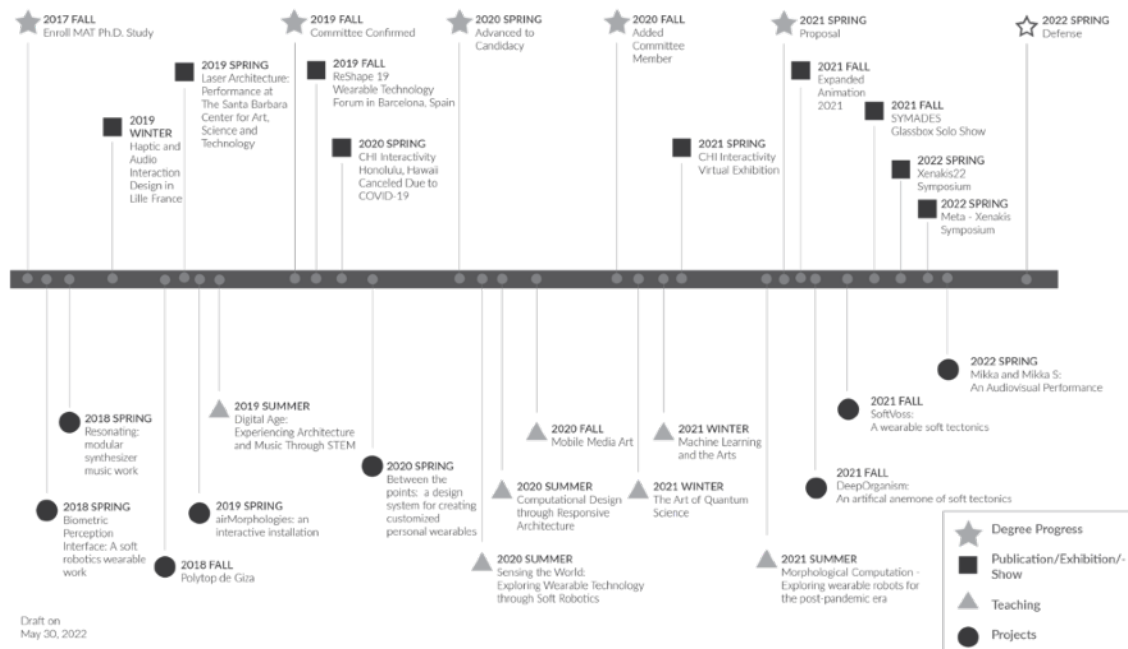 2017 FALL
Enroll MAT Ph.D. Study
2019 FALL
Committee Confirmed
2020 SPRING
Advanced to
Candidacy
2020 FALL
Added
Committee
Member
2021 SPRING
Proposal
2022 SPRING
Defense
2019
WINTER
Haptic and
Audio
Interaction
Design in
Lille France
2019 SPRING
Laser Architecture:
Performance at
The Santa Barbara
Center for Art,
Science and
Technology
2019 FALL
ReShape 19
Wearable Technology
Forum in Barcelona, Spain
2020 SPRING
CHI Interactivity
Honolulu, Hawaii
Canceled Due to
COVID-19
2021 SPRING
CHI Interactivity
Virtual Exhibition
2021 FALL
Expanded
Animation
2021
2021 FALL
SYMADES
Glassbox Solo Show
2022 SPRING
Xenakis22
Symposium
2022 SPRING
Meta - Xenakis
Symposium
2018 SPRING
Resonating:
modular
synthesizer
music work
2018 SPRING
Biometric
Perception
Interface: A soft
robotics wearable
work
2018 FALL
Polytop de Giza
2019 SPRING
airMorphologies: an
interactive installation
2019 SUMMER
Digital Age:
Experiencing Architecture
and Music Through STEM
2020 SPRING
Between the
points: a design
system for creating
customized
personal wearables
2020 SUMMER
Sensing the World:
Exploring Wearable Technology
through Soft Robotics
2020 SUMMER
Computational Design
through Responsive
Architecture
2020 FALL
Mobile Media Art
2021 WINTER
The Art of Quantum
Science
2021 WINTER
Machine Learning
and the Arts
2021 SUMMER
Morphological Computation -
Exploring wearable robots for
the post-pandemic era
2021 FALL
DeepOrganism:
An artifical anemone of soft tectonics
2021 FALL
SoftVoss:
A wearable soft tectonics
2022 SPRING
Mikka and Mikka S:
An Audiovisual Performance
Degree Progress
Publication/Exhibition/-
Show
Teaching
Projects
Draft on
May 30, 2022